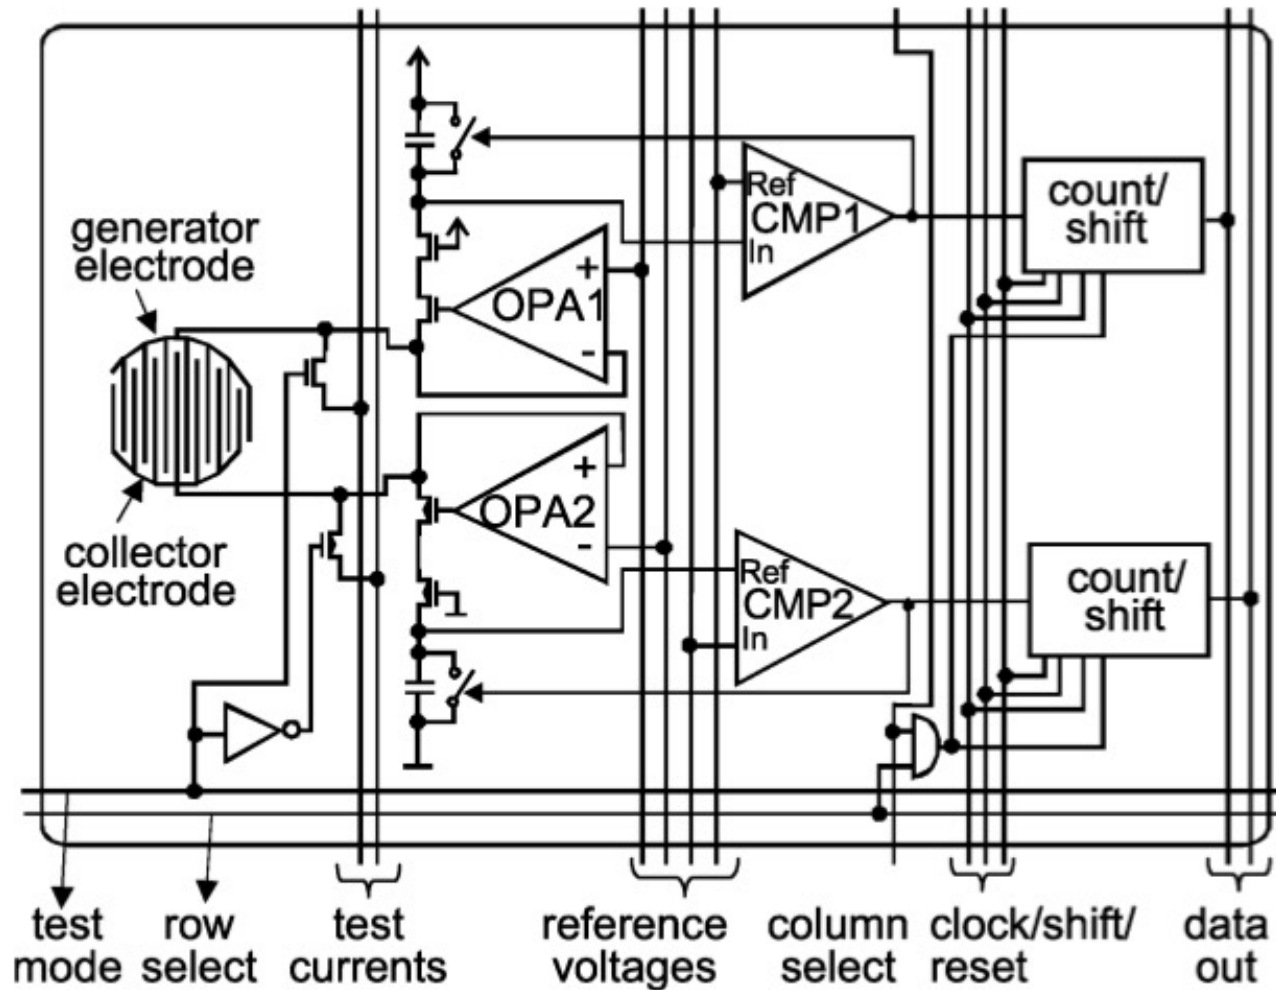 Ref
CMP1
In
count/
shift
generator
electrode
+
OPA1
-
+
OPA2
-
collector
electrode
Ref
CMP2
In
count/
shift
test
mode
row
select
test
currents
reference
voltages
column
select
clock/shift/
reset
data
out